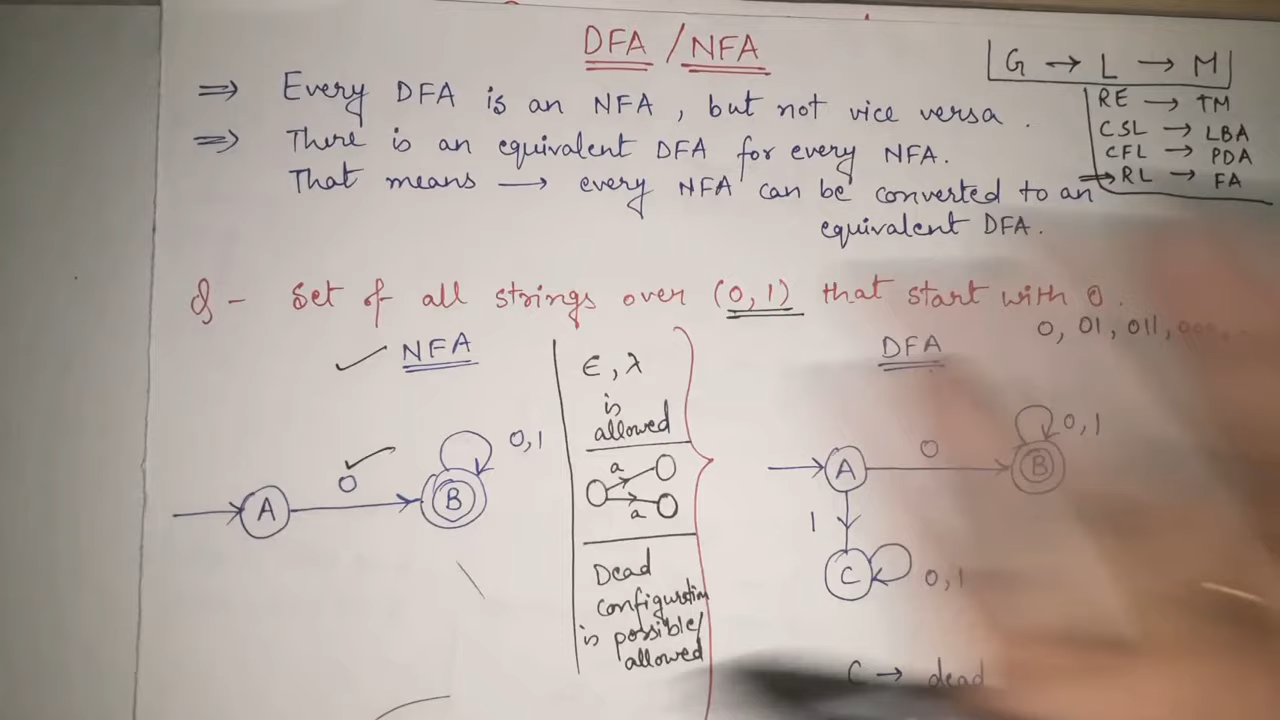 DFA / NFA
⇒ Every DFA is an NFA, but not vice versa.
⇒ There is an equivalent DFA for every NFA.
That means → every NFA can be converted to an
equivalent DFA.
G → L → M
RE → TM
CSL → LBA
CFL → PDA
⇒ RL → FA
Q - Set of all strings over (0, 1) that start with 0.
0, 01, 011, 000, ...
✓ NFA
A
0
B
0,1
ϵ, λ
is
allowed
a
a
Dead
configuration
is possible/
allowed
DFA
A
0
B
0,1
1
C
0,1
C → dead